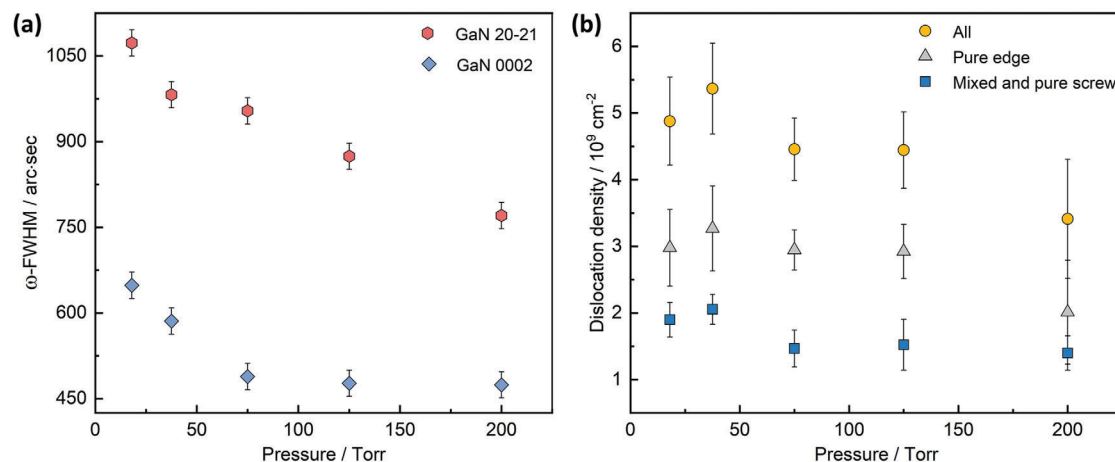 (a)
GaN 20-21
GaN 0002
1050
900
750
600
450
ω-FWHM / arc·sec
0 50 100 150 200
Pressure / Torr
(b)
All
Pure edge
Mixed and pure screw
6
5
4
3
2
1
Dislocation density / 10⁹ cm⁻²
0 50 100 150 200
Pressure / Torr